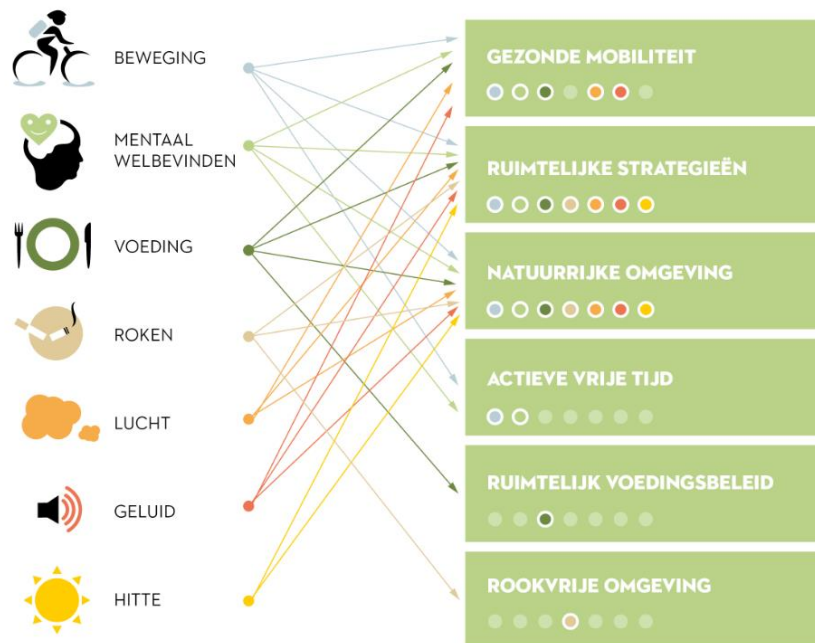 BEWEGING
MENTAAL
WELBEVINDEN
VOEDING
ROKEN
LUCHT
GELUID
HITTE
GEZONDE MOBILITEIT
RUIMTELIJKE STRATEGIEËN
NATUURRIJKE OMGEVING
ACTIEVE VRIJE TIJD
RUIMTELIJK VOEDINGSBELEID
ROOKVRIJE OMGEVING